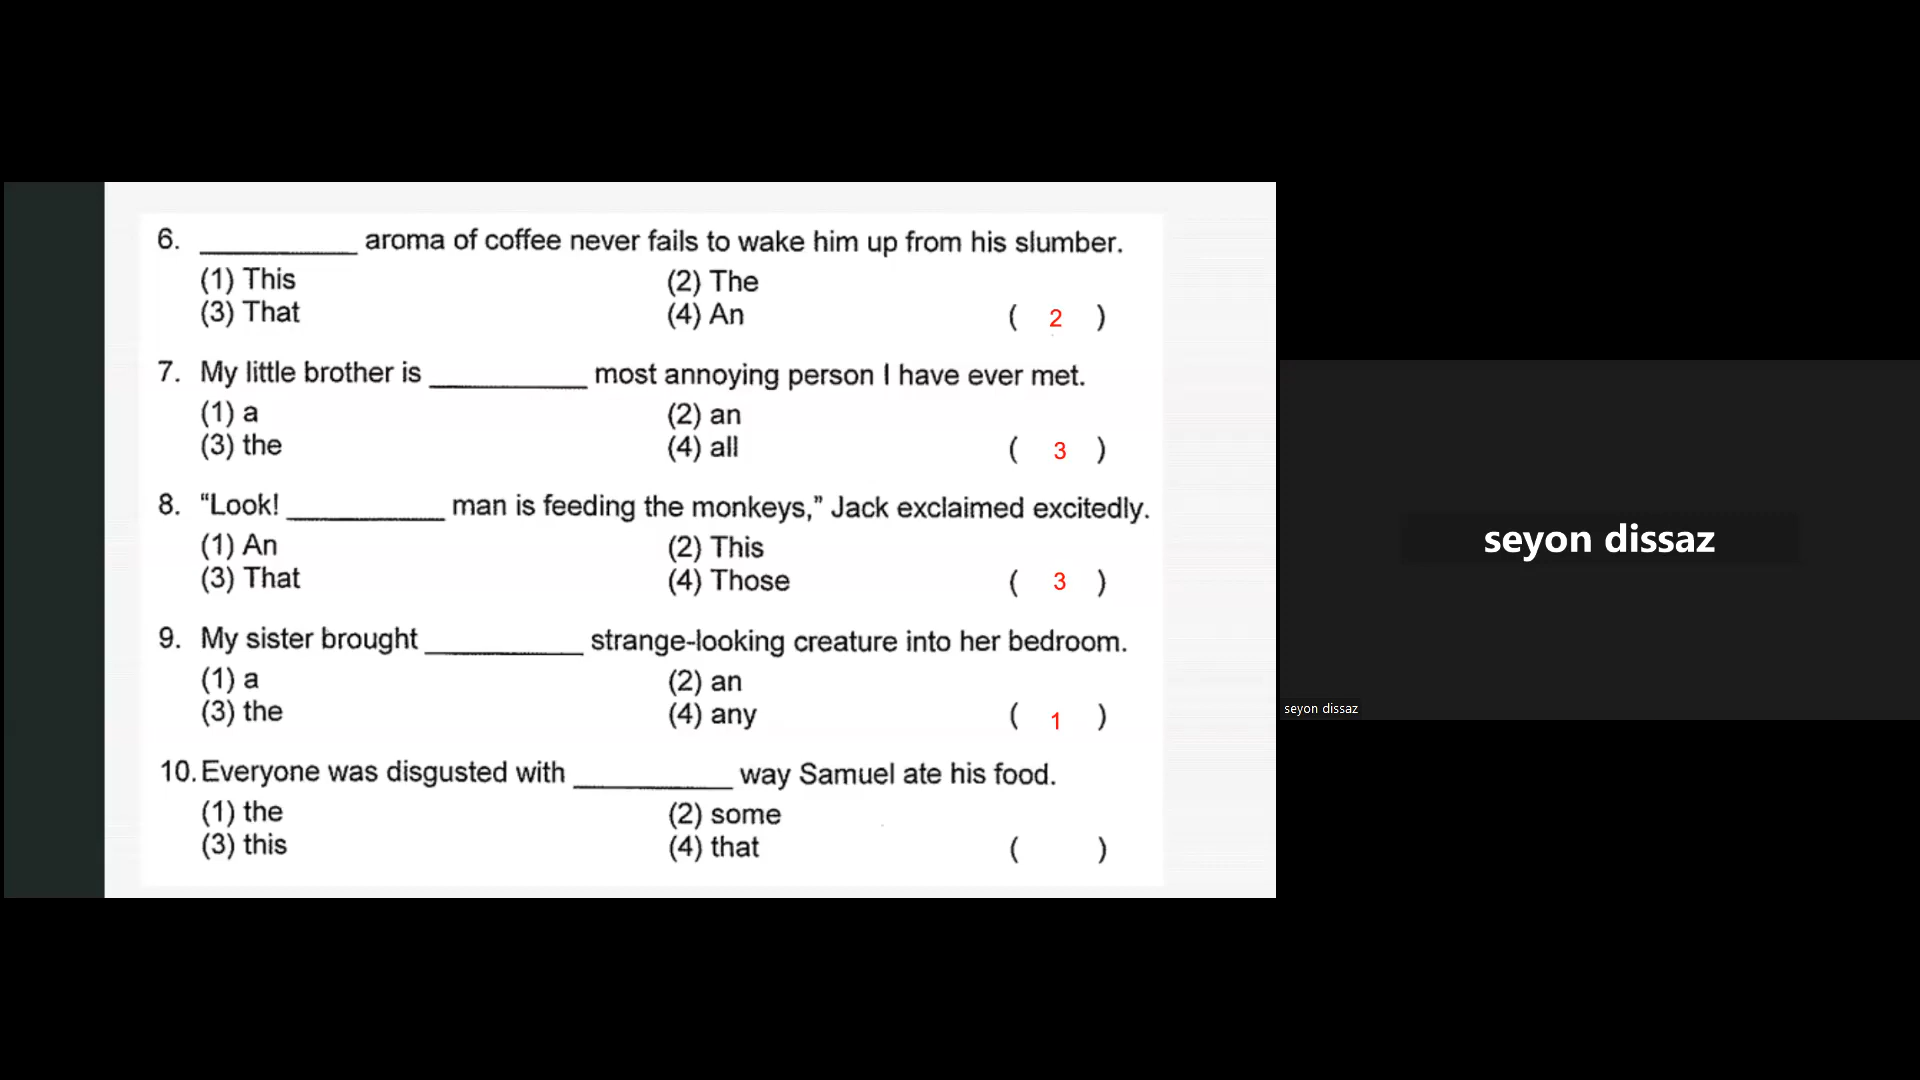 6. __________ aroma of coffee never fails to wake him up from his slumber.
(1) This (2) The
(3) That (4) An ( 2 )
7. My little brother is __________ most annoying person I have ever met.
(1) a (2) an
(3) the (4) all ( 3 )
8. “Look! __________ man is feeding the monkeys,” Jack exclaimed excitedly.
(1) An (2) This
(3) That (4) Those ( 3 )
9. My sister brought __________ strange-looking creature into her bedroom.
(1) a (2) an
(3) the (4) any ( 1 )
10. Everyone was disgusted with __________ way Samuel ate his food.
(1) the (2) some
(3) this (4) that ( )
seyon dissaz
seyon dissaz